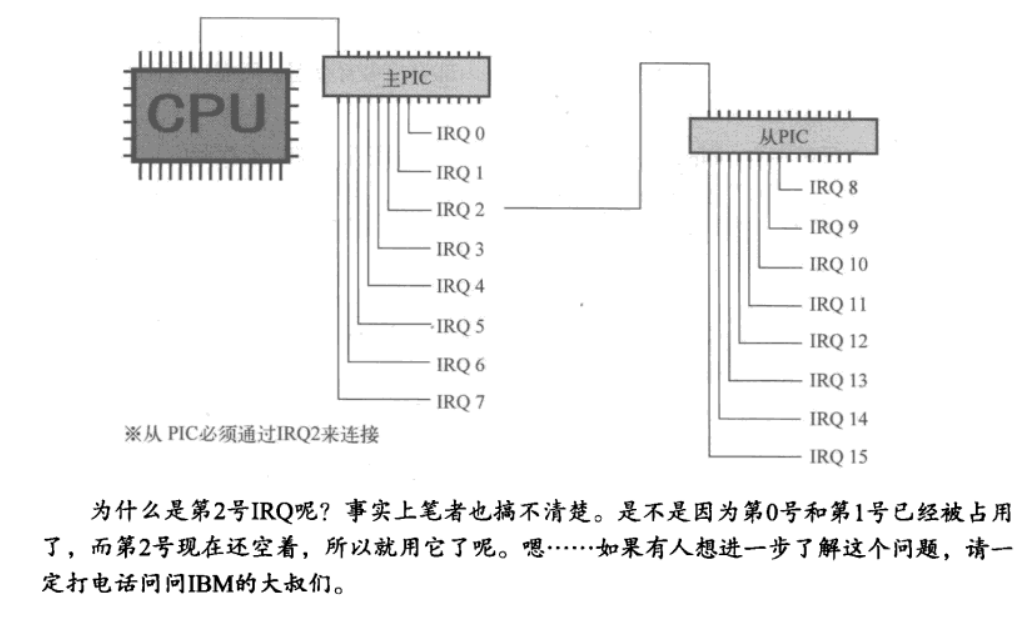 CPU
主PIC
IRQ 0
IRQ 1
IRQ 2
IRQ 3
IRQ 4
IRQ 5
IRQ 6
IRQ 7
从PIC
IRQ 8
IRQ 9
IRQ 10
IRQ 11
IRQ 12
IRQ 13
IRQ 14
IRQ 15
※从 PIC必须通过IRQ2来连接
为什么是第2号IRQ呢？事实上笔者也搞不清楚。是不是因为第0号和第1号已经被占用
了，而第2号现在还空着，所以就用它了呢。嗯……如果有人想进一步了解这个问题，请一
定打电话问问IBM的大叔们。